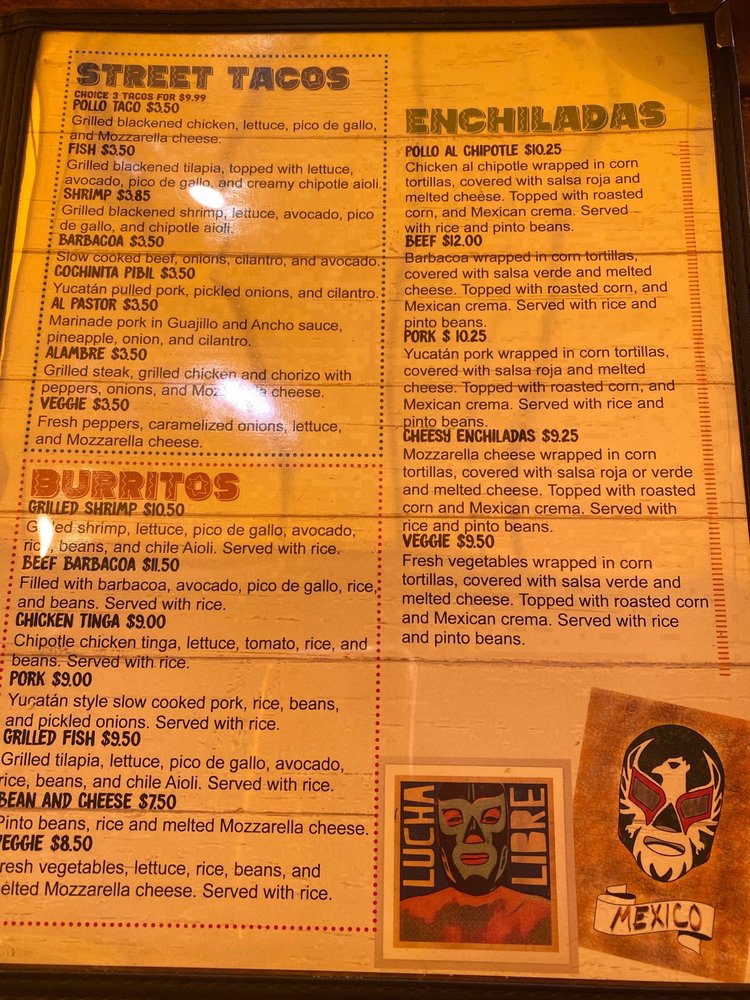 STREET TACOS
CHOICE 3 TACOS FOR $9.99
POLLO TACO $3.50
Grilled blackened chicken, lettuce, pico de gallo,
and Mozzarella cheese.
FISH $3.50
Grilled blackened tilapia, topped with lettuce,
avocado, pico de gallo, and creamy chipotle aioli.
SHRIMP $3.85
Grilled blackened shrimp, lettuce, avocado, pico
de gallo, and chipotle aioli.
BARBACOA $3.50
Slow cooked beef, onions, cilantro, and avocado.
COCHINITA PIBIL $3.50
Yucatán pulled pork, pickled onions, and cilantro.
AL PASTOR $3.50
Marinade pork in Guajillo and Ancho sauce,
pineapple, onion, and cilantro.
ALAMBRE $3.50
Grilled steak, grilled chicken and chorizo with
peppers, onions, and Mozzarella cheese.
VEGGIE $3.50
Fresh peppers, caramelized onions, lettuce,
and Mozzarella cheese.
BURRITOS
GRILLED SHRIMP $10.50
Grilled shrimp, lettuce, pico de gallo, avocado,
rice, beans, and chile Aioli. Served with rice.
BEEF BARBACOA $11.50
Filled with barbacoa, avocado, pico de gallo, rice,
and beans. Served with rice.
CHICKEN TINGA $9.00
Chipotle chicken tinga, lettuce, tomato, rice, and
beans. Served with rice.
PORK $9.00
Yucatán style slow cooked pork, rice, beans,
and pickled onions. Served with rice.
GRILLED FISH $9.50
Grilled tilapia, lettuce, pico de gallo, avocado,
rice, beans, and chile Aioli. Served with rice.
BEAN AND CHEESE $7.50
Pinto beans, rice and melted Mozzarella cheese.
VEGGIE $8.50
resh vegetables, lettuce, rice, beans, and
elted Mozzarella cheese. Served with rice.
ENCHILADAS
POLLO AL CHIPOTLE $10.25
Chicken al chipotle wrapped in corn
tortillas, covered with salsa roja and
melted cheese. Topped with roasted
corn, and Mexican crema. Served
with rice and pinto beans.
BEEF $12.00
Barbacoa wrapped in corn tortillas,
covered with salsa verde and melted
cheese. Topped with roasted corn, and
Mexican crema. Served with rice and
pinto beans.
PORK $ 10.25
Yucatán pork wrapped in corn tortillas,
covered with salsa roja and melted
cheese. Topped with roasted corn, and
Mexican crema. Served with rice and
pinto beans.
CHEESY ENCHILADAS $9.25
Mozzarella cheese wrapped in corn
tortillas, covered with salsa roja or verde
and melted cheese. Topped with roasted
corn and Mexican crema. Served with
rice and pinto beans.
VEGGIE $9.50
Fresh vegetables wrapped in corn
tortillas, covered with salsa verde and
melted cheese. Topped with roasted corn
and Mexican crema. Served with rice
and pinto beans.
LUCHA
LIBRE
MEXICO